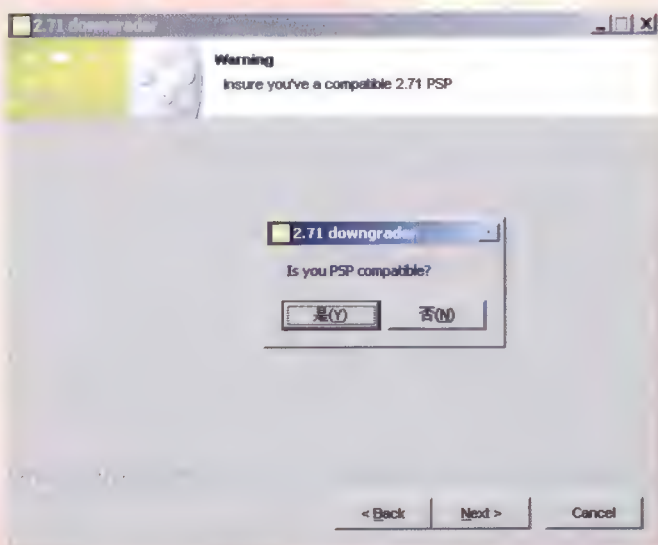 2.71 downgrader
Warning
Insure you've a compatible 2.71 PSP
2.71 downgrader
Is you PSP compatible?
是(Y)
否(N)
< Back
Next >
Cancel